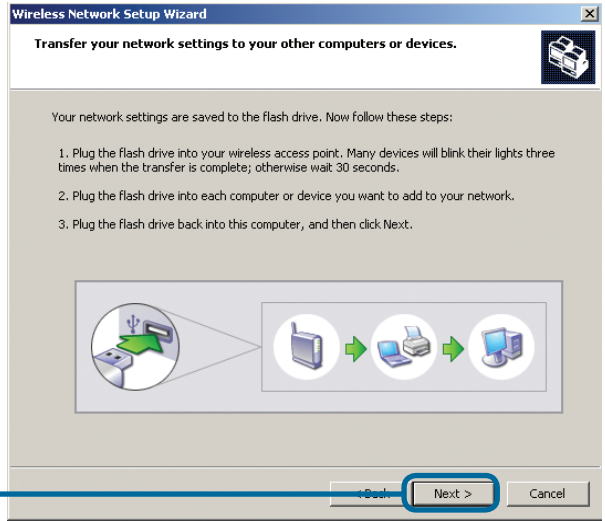 Wireless Network Setup Wizard
Transfer your network settings to your other computers or devices.
Your network settings are saved to the flash drive. Now follow these steps:
1. Plug the flash drive into your wireless access point. Many devices will blink their lights three
times when the transfer is complete; otherwise wait 30 seconds.
2. Plug the flash drive into each computer or device you want to add to your network.
3. Plug the flash drive back into this computer, and then click Next.
< Back Next > Cancel